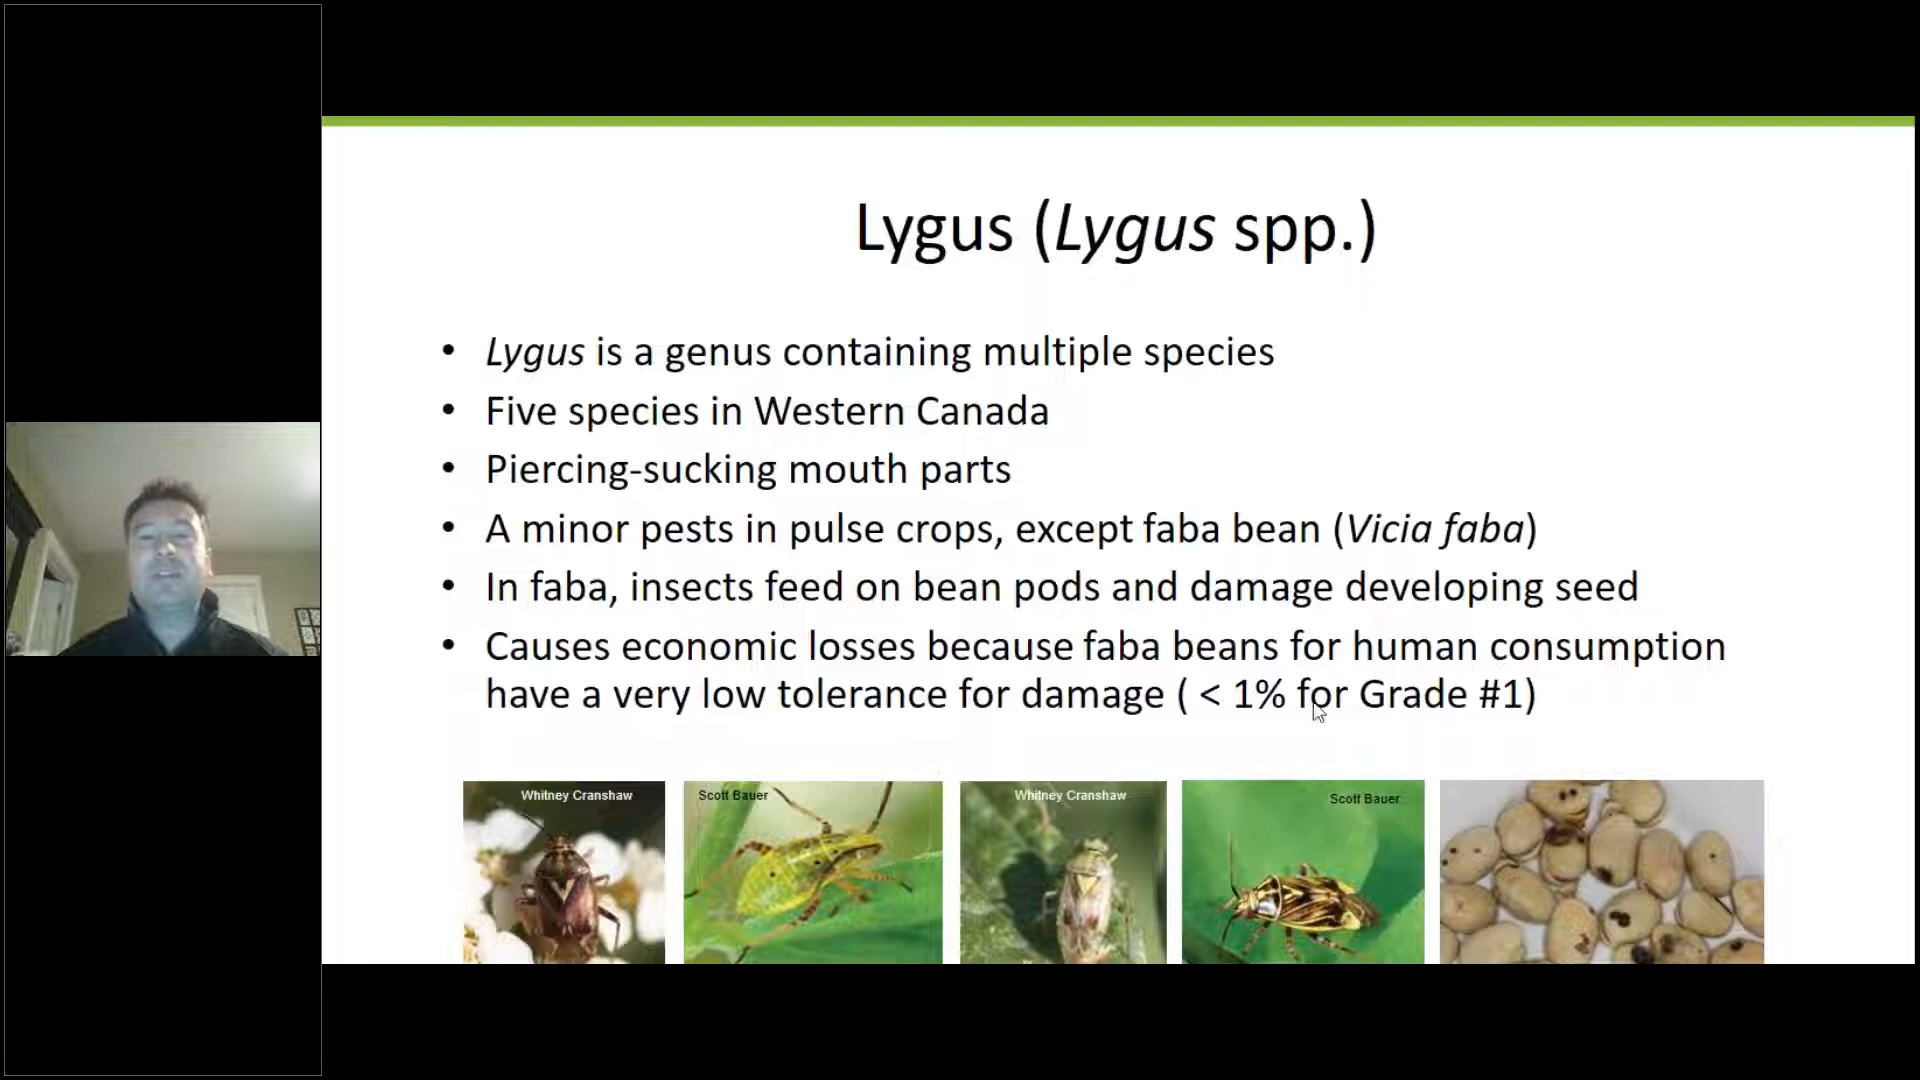 Lygus (Lygus spp.)
• Lygus is a genus containing multiple species
• Five species in Western Canada
• Piercing-sucking mouth parts
• A minor pests in pulse crops, except faba bean (Vicia faba)
• In faba, insects feed on bean pods and damage developing seed
• Causes economic losses because faba beans for human consumption
have a very low tolerance for damage ( < 1% for Grade #1)
Whitney Cranshaw
Scott Bauer
Whitney Cranshaw
Scott Bauer